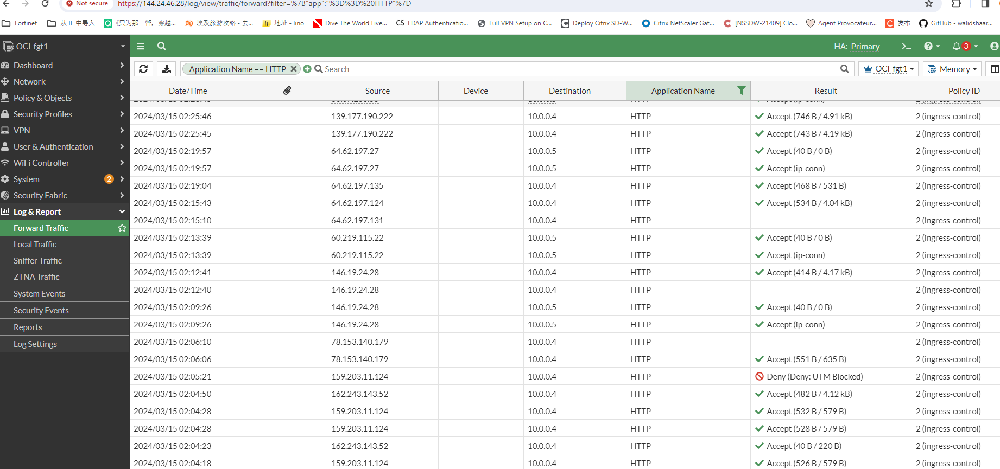 Not secure https://144.24.46.28/log/view/traffic/forward?filter=%7B"app":"%3D%3D%20HTTP"%7D
Fortinet 从 IE 中导入 《只为那一瞥，穿越... 埃及旅游攻略 - 去... 地址 - lino Dive The World Live... CS LDAP Authenticatio... Full VPN Setup on C... Deploy Citrix SD-W... Citrix NetScaler Gat... [NSSDW-21409] Clo... Agent Provocateur... 发布 GitHub - walidshaar...
OCI-fgt1
HA: Primary
3
Dashboard
Network
Policy & Objects
Security Profiles
VPN
User & Authentication
WiFi Controller
System 2
Security Fabric
Log & Report
Forward Traffic
Local Traffic
Sniffer Traffic
ZTNA Traffic
System Events
Security Events
Reports
Log Settings
Application Name == HTTP Search OCI-fgt1 Memory
Date/Time Source Device Destination Application Name Result Policy ID
2024/03/15 02:25:46 139.177.190.222 10.0.0.4 HTTP Accept (746 B / 4.91 kB) 2 (ingress-control)
2024/03/15 02:25:45 139.177.190.222 10.0.0.4 HTTP Accept (743 B / 4.19 kB) 2 (ingress-control)
2024/03/15 02:19:57 64.62.197.27 10.0.0.5 HTTP Accept (40 B / 0 B) 2 (ingress-control)
2024/03/15 02:19:57 64.62.197.27 10.0.0.5 HTTP Accept (ip-conn) 2 (ingress-control)
2024/03/15 02:19:04 64.62.197.135 10.0.0.4 HTTP Accept (468 B / 531 B) 2 (ingress-control)
2024/03/15 02:15:43 64.62.197.124 10.0.0.4 HTTP Accept (534 B / 4.04 kB) 2 (ingress-control)
2024/03/15 02:15:10 64.62.197.131 10.0.0.4 HTTP 2 (ingress-control)
2024/03/15 02:13:39 60.219.115.22 10.0.0.5 HTTP Accept (40 B / 0 B) 2 (ingress-control)
2024/03/15 02:13:39 60.219.115.22 10.0.0.5 HTTP Accept (ip-conn) 2 (ingress-control)
2024/03/15 02:12:41 146.19.24.28 10.0.0.4 HTTP Accept (414 B / 4.17 kB) 2 (ingress-control)
2024/03/15 02:12:40 146.19.24.28 10.0.0.4 HTTP 2 (ingress-control)
2024/03/15 02:09:26 146.19.24.28 10.0.0.5 HTTP Accept (40 B / 0 B) 2 (ingress-control)
2024/03/15 02:09:26 146.19.24.28 10.0.0.5 HTTP Accept (ip-conn) 2 (ingress-control)
2024/03/15 02:06:10 78.153.140.179 10.0.0.4 HTTP 2 (ingress-control)
2024/03/15 02:06:06 78.153.140.179 10.0.0.4 HTTP Accept (551 B / 635 B) 2 (ingress-control)
2024/03/15 02:05:21 159.203.11.124 10.0.0.4 HTTP Deny (Deny: UTM Blocked) 2 (ingress-control)
2024/03/15 02:04:50 162.243.143.52 10.0.0.4 HTTP Accept (482 B / 4.12 kB) 2 (ingress-control)
2024/03/15 02:04:28 159.203.11.124 10.0.0.4 HTTP Accept (532 B / 579 B) 2 (ingress-control)
2024/03/15 02:04:28 159.203.11.124 10.0.0.4 HTTP Accept (528 B / 579 B) 2 (ingress-control)
2024/03/15 02:04:23 162.243.143.52 10.0.0.4 HTTP Accept (40 B / 220 B) 2 (ingress-control)
2024/03/15 02:04:18 159.203.11.124 10.0.0.4 HTTP Accept (526 B / 579 B) 2 (ingress-control)